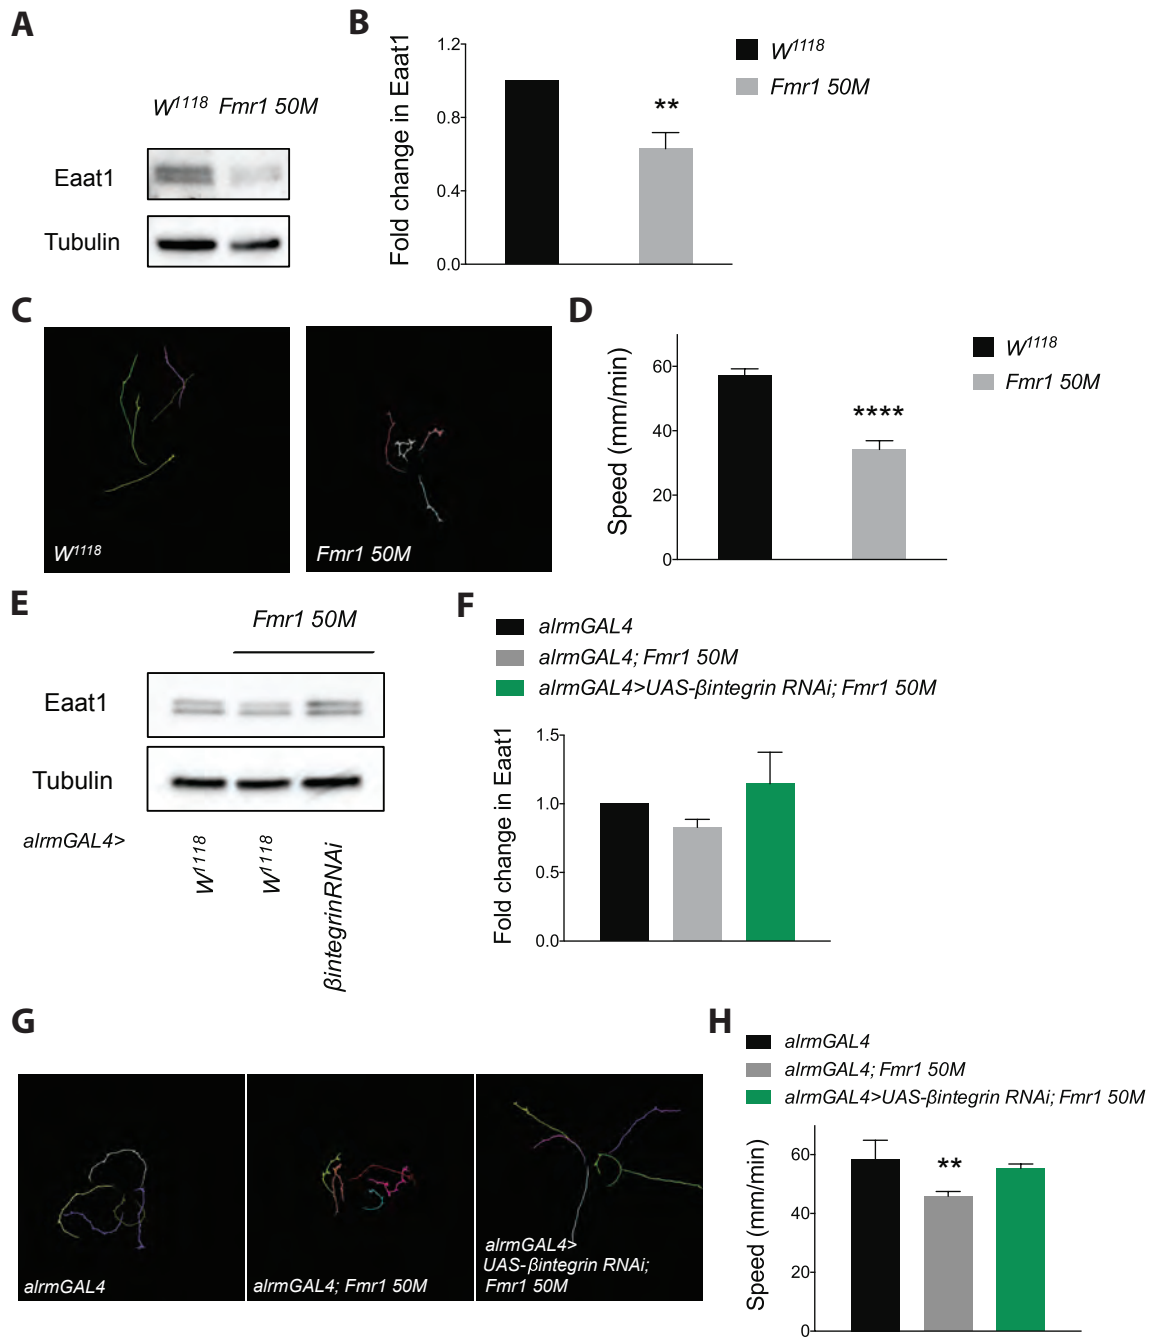 A
W1118 Fmr1 50M
Eaat1
Tubulin
B
Fold change in Eaat1
1.2
0.8
0.4
0.0
**
W1118
Fmr1 50M
C
W1118
Fmr1 50M
D
Speed (mm/min)
60
40
20
0
****
W1118
Fmr1 50M
E
Fmr1 50M
Eaat1
Tubulin
alrmGAL4>
W1118
W1118
βintegrinRNAi
F
alrmGAL4
alrmGAL4; Fmr1 50M
alrmGAL4>UAS-βintegrin RNAi; Fmr1 50M
Fold change in Eaat1
1.5
1.0
0.5
0.0
G
alrmGAL4
alrmGAL4; Fmr1 50M
alrmGAL4>
UAS-βintegrin RNAi;
Fmr1 50M
H
alrmGAL4
alrmGAL4; Fmr1 50M
alrmGAL4>UAS-βintegrin RNAi; Fmr1 50M
Speed (mm/min)
60
40
20
0
**